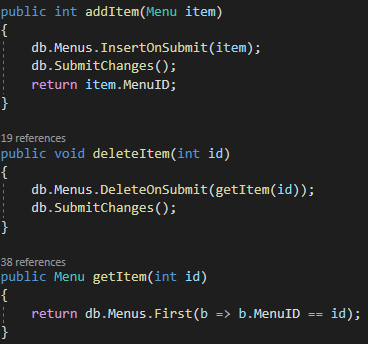 public int addItem(Menu item)
{
db.Menus.InsertOnSubmit(item);
db.SubmitChanges();
return item.MenuID;
}
19 references
public void deleteItem(int id)
{
db.Menus.DeleteOnSubmit(getItem(id));
db.SubmitChanges();
}
38 references
public Menu getItem(int id)
{
return db.Menus.First(b => b.MenuID == id);
}